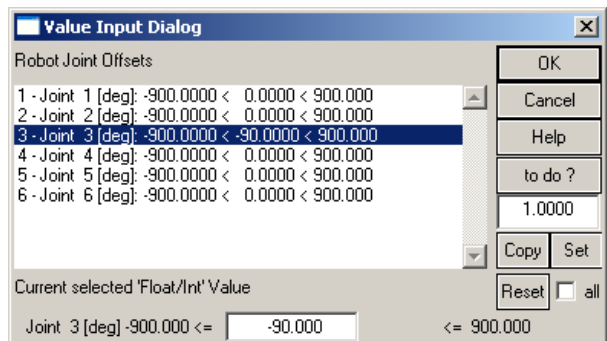 Value Input Dialog
Robot Joint Offsets
1 - Joint 1 [deg]: -900.0000 < 0.0000 < 900.000
2 - Joint 2 [deg]: -900.0000 < 0.0000 < 900.000
3 - Joint 3 [deg]: -900.0000 < -90.0000 < 900.000
4 - Joint 4 [deg]: -900.0000 < 0.0000 < 900.000
5 - Joint 5 [deg]: -900.0000 < 0.0000 < 900.000
6 - Joint 6 [deg]: -900.0000 < 0.0000 < 900.000
OK
Cancel
Help
to do ?
1.0000
Copy Set
Reset all
Current selected 'Float/Int' Value
Joint 3 [deg] -900.000 <= -90.000 <= 900.000